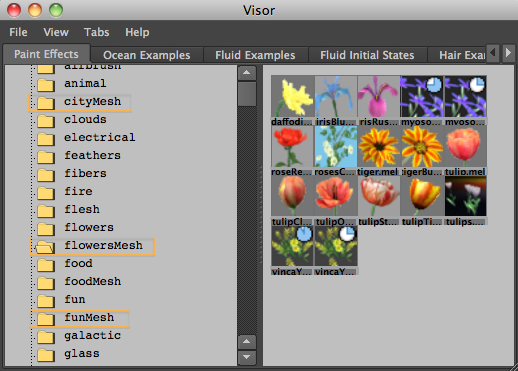 Visor
File View Tabs Help
Paint Effects Ocean Examples Fluid Examples Fluid Initial States Hair Exa
airbrush
animal
cityMesh
clouds
electrical
feathers
fibers
fire
flesh
flowers
flowersMesh
food
foodMesh
fun
funMesh
galactic
glass
daffodi... irisBlu... irisRus... myoso... myoso...
roseRe... rosesC... tiger.mel tigerBu... tulip.mel
tulipCl... tulipO... tulipSt... tulipTi... tulips....
vincaY... vincaY...